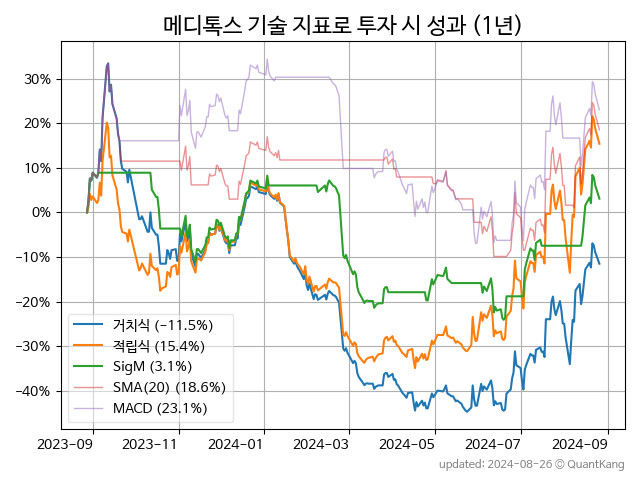 메디톡스 기술 지표로 투자 시 성과 (1년)
30%
20%
10%
0%
−10%
−20%
−30%
−40%
거치식 (−11.5%)
적립식 (15.4%)
SigM (3.1%)
SMA(20) (18.6%)
MACD (23.1%)
2023-09 2023-11 2024-01 2024-03 2024-05 2024-07 2024-09
updated: 2024-08-26 © QuantKang